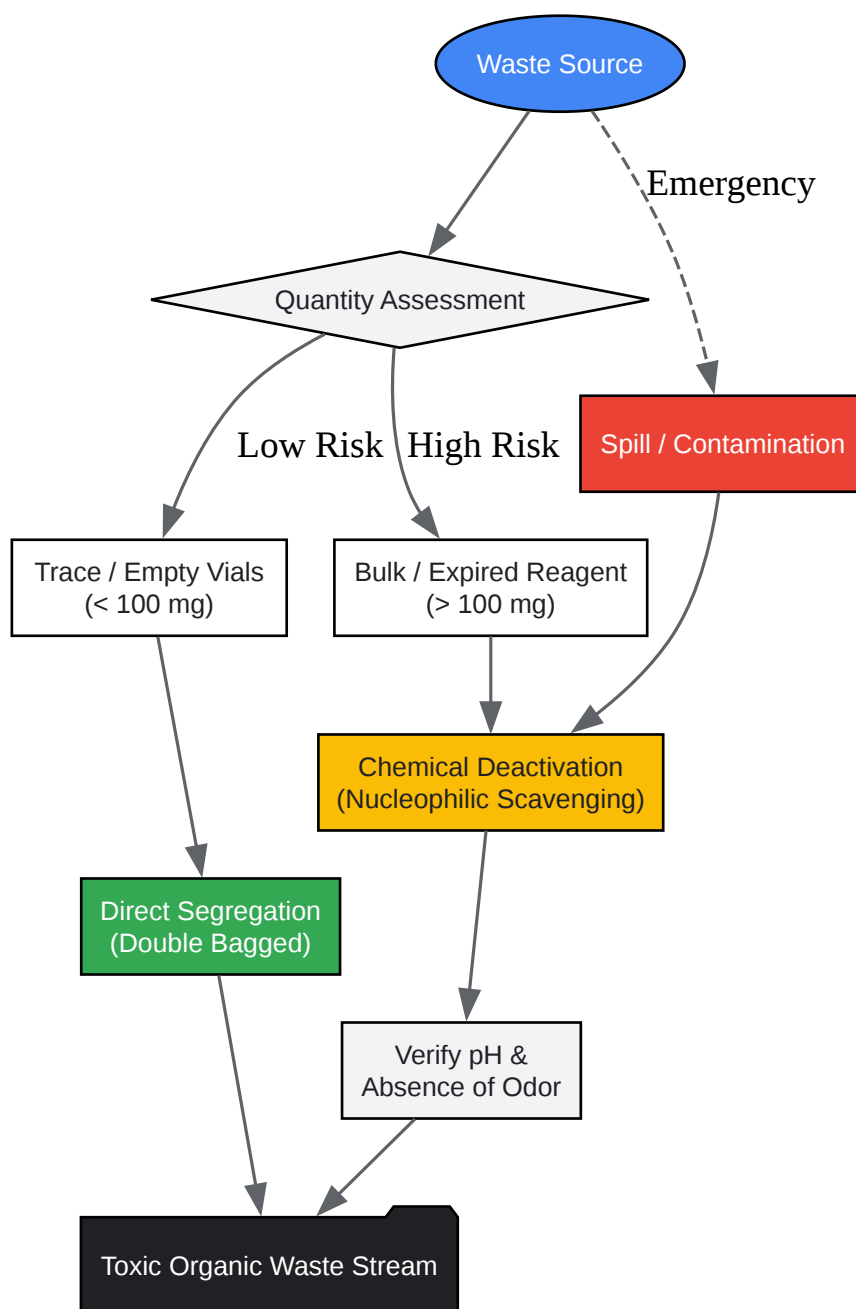 Waste Source
Emergency
Quantity Assessment
Low Risk
High Risk
Spill / Contamination
Trace / Empty Vials
(< 100 mg)
Bulk / Expired Reagent
(> 100 mg)
Chemical Deactivation
(Nucleophilic Scavenging)
Direct Segregation
(Double Bagged)
Verify pH &
Absence of Odor
Toxic Organic Waste Stream